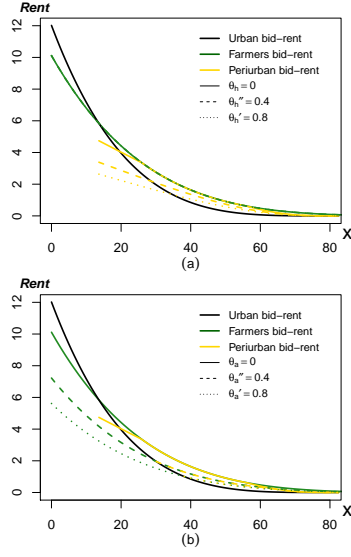 Rent
12
10
8
6
4
2
0
Urban bid−rent
Farmers bid−rent
Periurban bid−rent
θh = 0
θh″ = 0.4
θh′ = 0.8
0 20 40 60 80
X
(a)
Rent
12
10
8
6
4
2
0
Urban bid−rent
Farmers bid−rent
Periurban bid−rent
θa = 0
θa″ = 0.4
θa′ = 0.8
0 20 40 60 80
X
(b)